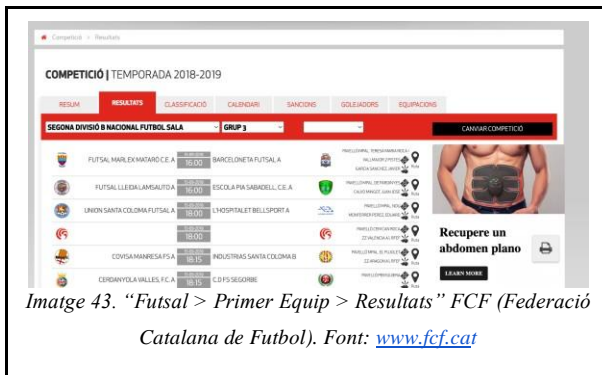 Competició > Resultats
COMPETICIÓ | TEMPORADA 2018-2019
RESUM RESULTATS CLASSIFICACIÓ CALENDARI SANCIONS GOLEJADORS EQUIPACIONS
SEGONA DIVISIÓ B NACIONAL FUTBOL SALA GRUP 3 CANVIAR COMPETICIÓ
FUTSAL MARLEX MATARO C.E. A 16:00 BARCELONETA FUTSAL, A
FUTSAL LLEIDA LAMSAUTO A 16:00 ESCOLA PIA SABADELL, C.E. A
UNION SANTA COLOMA FUTSAL A 18:00 L'HOSPITALET BELLSPORT A
18:00
COVISA MANRESA F.S A 18:15 INDUSTRIAS SANTA COLOMA B
CERDANYOLA VALLES, F.C. A 18:15 C.D FS SEGORBE
Recupere un
abdomen plano
LEARN MORE
Imatge 43. “Futsal > Primer Equip > Resultats” FCF (Federació
Catalana de Futbol). Font: www.fcf.cat